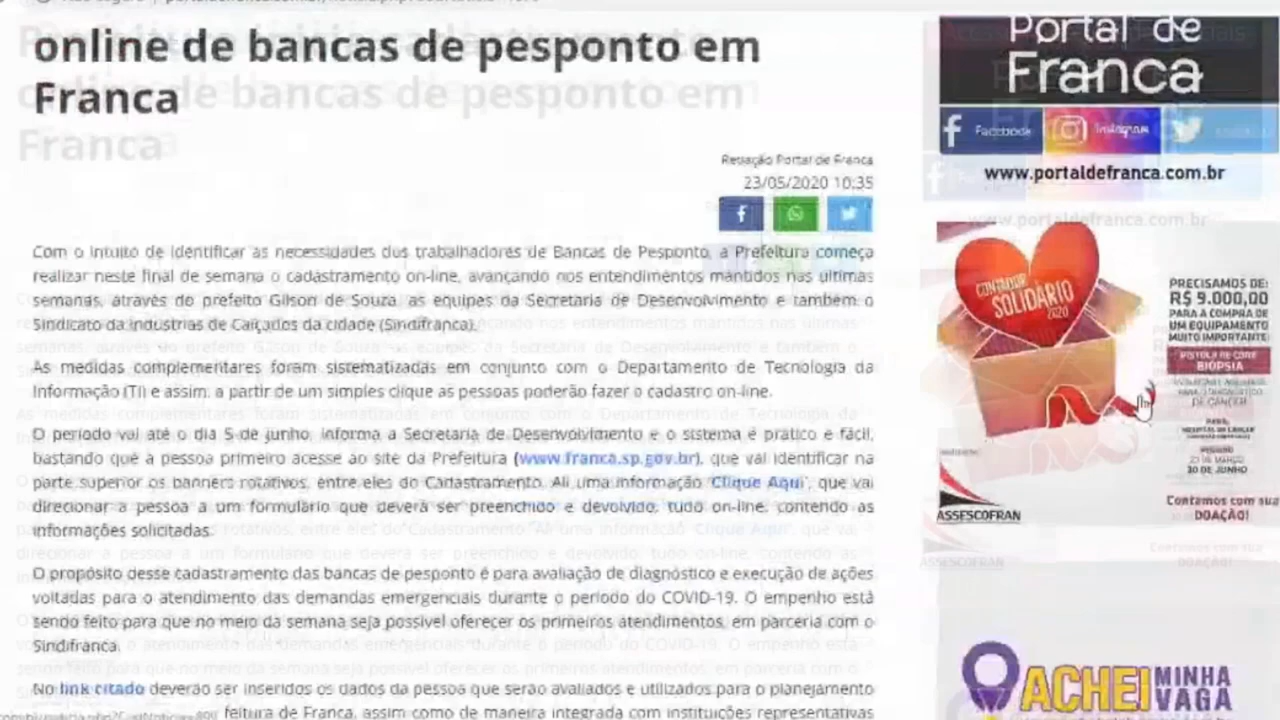 online de bancas de pesponto em
Franca
Redação Portal de Franca
23/05/2020 10:35
Com o intuito de identificar as necessidades dos trabalhadores de Bancas de Pesponto, a Prefeitura começa
realizar neste final de semana o cadastramento on-line, avançando nos entendimentos mantidos nas últimas
semanas, através do prefeito Gilson de Souza, as equipes da Secretaria de Desenvolvimento e também o
Sindicato da Industrias de Calçados da cidade (Sindifranca).
As medidas complementares foram sistematizadas em conjunto com o Departamento de Tecnologia da
Informação (TI) e assim, a partir de um simples clique as pessoas poderão fazer o cadastro on-line.
O período vai até o dia 5 de junho, informa a Secretaria de Desenvolvimento e o sistema é prático e fácil,
bastando que a pessoa primeiro acesse ao site da Prefeitura (www.franca.sp.gov.br), que vai identificar na
parte superior os banners rotativos, entre eles do Cadastramento. Ali uma informação 'Clique Aqui', que vai
direcionar a pessoa a um formulário que deverá ser preenchido e devolvido, tudo on-line, contendo as
informações solicitadas.
O propósito desse cadastramento das bancas de pesponto é para avaliação de diagnóstico e execução de ações
voltadas para o atendimento das demandas emergenciais durante o período do COVID-19. O empenho está
sendo feito para que no meio da semana seja possível oferecer os primeiros atendimentos, em parceria com o
Sindifranca.
No link citado deverão ser inseridos os dados da pessoa que serão avaliados e utilizados para o planejamento
feitura de Franca, assim como de maneira integrada com instituições representativas
Portal de
Franca
Facebook
Instagram
www.portaldefranca.com.br
CONTADOR
SOLIDÁRIO
2020
PRECISAMOS DE:
R$ 9.000,00
PARA A COMPRA DE
UM EQUIPAMENTO
MUITO IMPORTANTE:
PISTOLA DE CORE
BIÓPSIA
DE CÂNCER
30 DE JUNHO
Contamos com sua
DOAÇÃO!
ASSESCOFRAN
ACHEI MINHA
VAGA